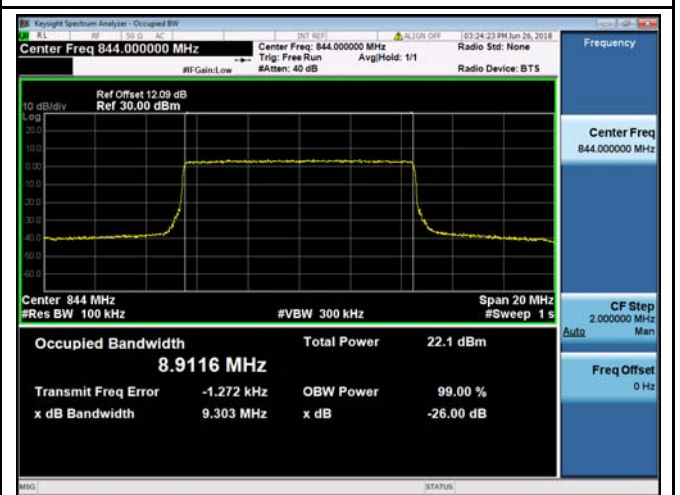 Keysight Spectrum Analyzer - Occupied BW
RL RF 50 Ω AC INT REF ALIGN OFF 03:24:23 PM Jun 26, 2018
Center Freq 844.000000 MHz
Center Freq: 844.000000 MHz Radio Std: None
Trig: Free Run Avg|Hold: 1/1
#IFGain:Low #Atten: 40 dB Radio Device: BTS
Frequency
Ref Offset 12.09 dB
10 dB/div Ref 30.00 dBm
Log
20.0
10.0
0.00
-10.0
-20.0
-30.0
-40.0
-50.0
-60.0
Center 844 MHz Span 20 MHz
#Res BW 100 kHz #VBW 300 kHz #Sweep 1 s
Occupied Bandwidth Total Power 22.1 dBm
8.9116 MHz
Transmit Freq Error -1.272 kHz OBW Power 99.00 %
x dB Bandwidth 9.303 MHz x dB -26.00 dB
Center Freq
844.000000 MHz
CF Step
2.000000 MHz
Auto Man
Freq Offset
0 Hz
MSG STATUS